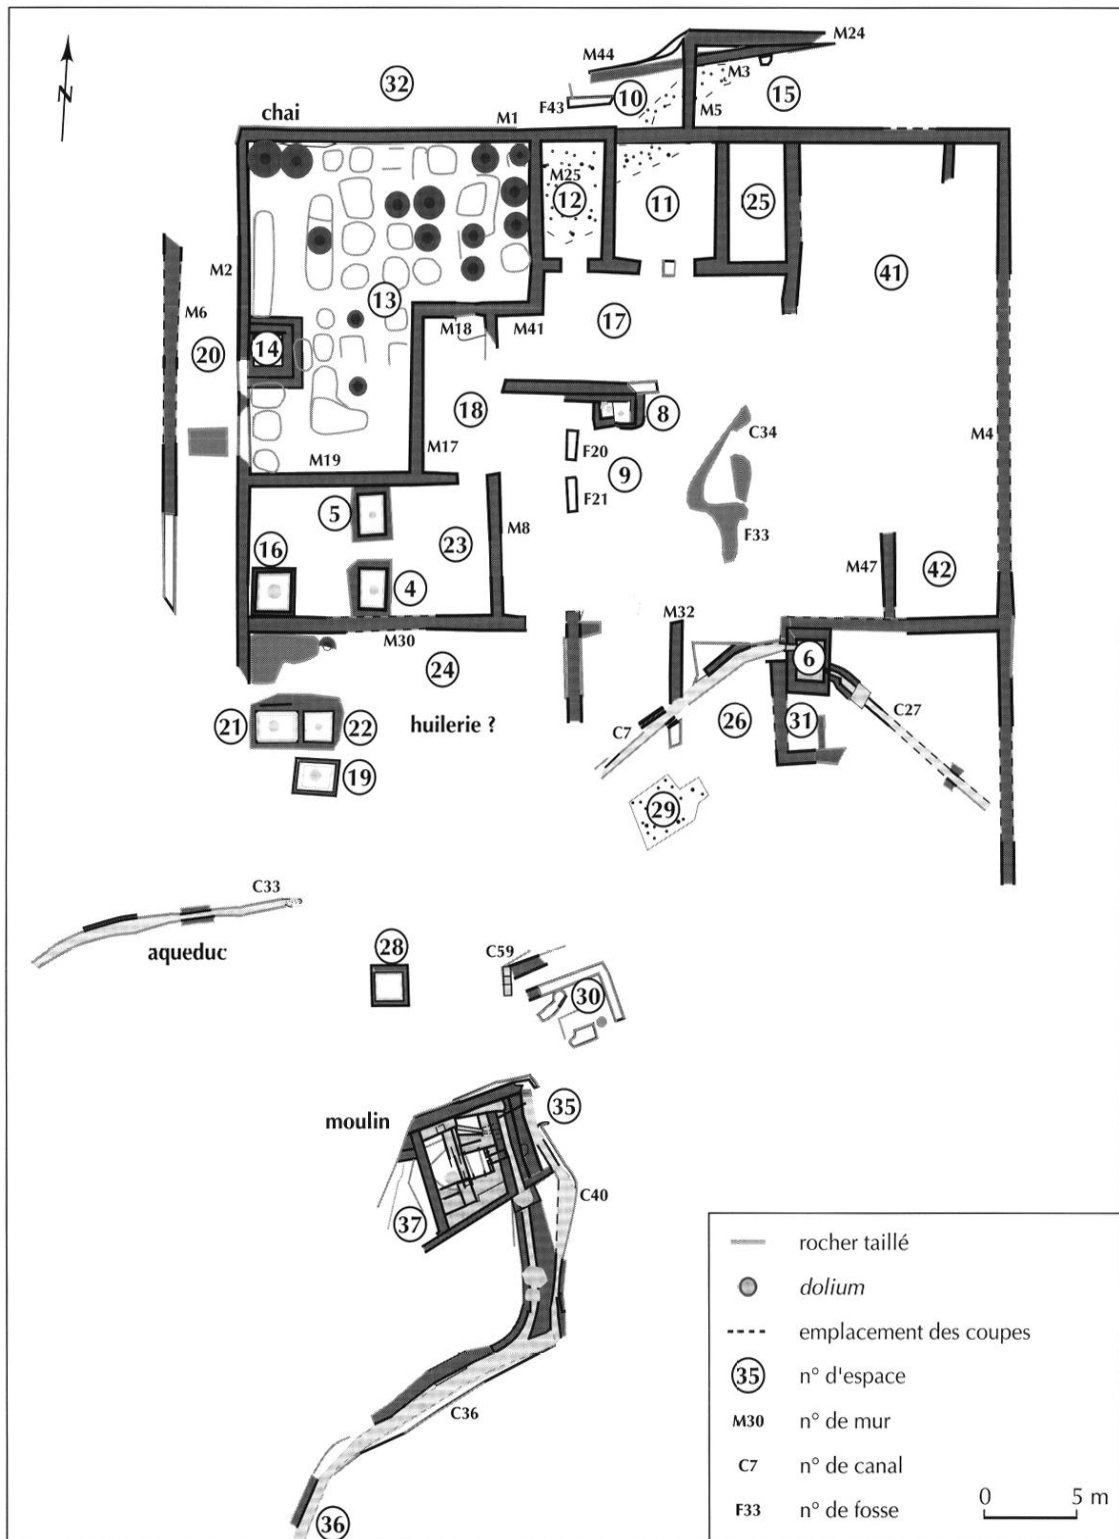 M24
M44
M3
32
10
15
N
F43
M5
chai
M1
M25
12
11
25
M2
41
13
M6
M18
M41
17
20
14
18
8
C34
M4
F20
M19
M17
9
5
F21
M8
F33
16
23
M47
42
4
M32
M30
6
24
21
22
huilerie ?
C7
26
31
C27
19
29
C33
aqueduc
28
C59
30
moulin
35
C40
37
C36
36
rocher taillé
dolium
emplacement des coupes
35 n° d'espace
M30 n° de mur
C7 n° de canal
F33 n° de fosse
0 5 m